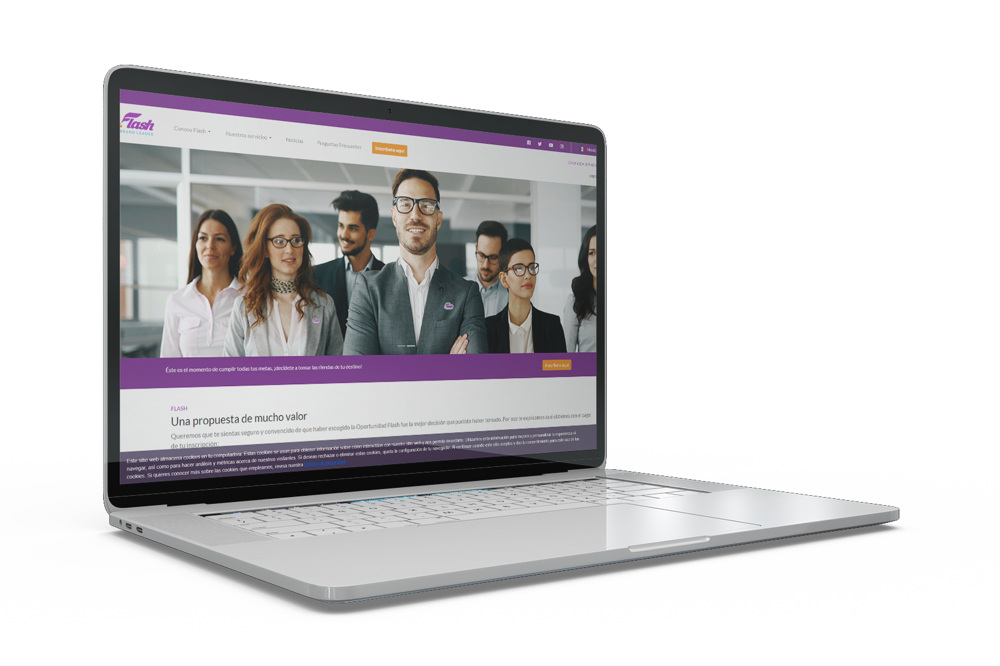 Flash
BRAND LEADER
Conoce Flash
Nuestros servicios
Noticias
Preguntas Frecuentes
Inscríbete aquí
Éste es el momento de cumplir todas tus metas, ¡decídete a tomar las riendas de tu destino!
Inscríbete aquí
FLASH
Una propuesta de mucho valor
Queremos que te sientas seguro y convencido de que haber escogido la Oportunidad Flash fue la mejor decisión que pudiste haber tomado. Por eso te explicamos qué obtienes con el pago
de tu inscripción:
Este sitio web almacena cookies en tu computadora. Estas cookies se usan para obtener información sobre cómo interactúas con nuestro sitio web y nos permite recordarte. Utilizamos esta información para mejorar y personalizar tu experiencia al
navegar, así como para hacer análisis y métricas acerca de nuestros visitantes. Si deseas rechazar o eliminar estas cookies, ajusta la configuración de tu navegador. Al continuar usando este sitio aceptas y das tu consentimiento para este uso de las
cookies. Si quieres conocer más sobre las cookies que empleamos, revisa nuestra